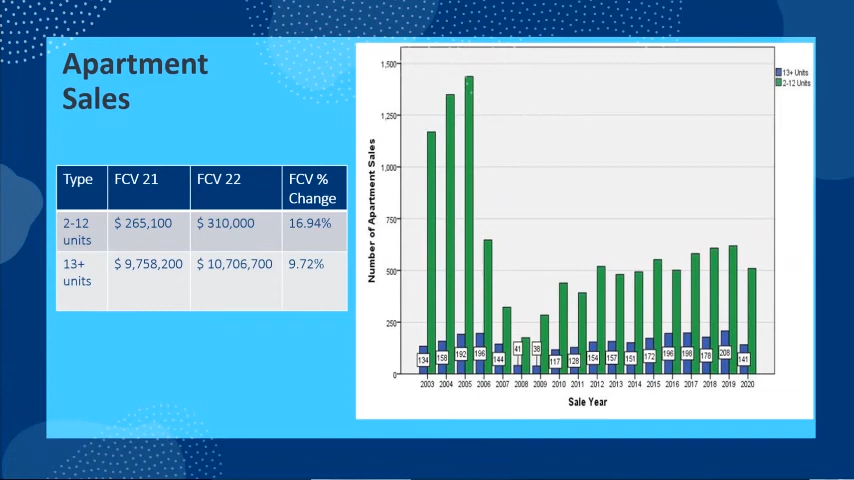 Apartment
Sales
Type FCV 21 FCV 22 FCV %
Change
2-12
units $ 265,100 $ 310,000 16.94%
13+
units $ 9,758,200 $ 10,706,700 9.72%
13+ Units
2-12 Units
Number of Apartment Sales
1,500
1,250
1,000
750
500
250
0
134 158 192 196 144 41 38 117 128 154 157 151 172 196 198 178 208 141
2003 2004 2005 2006 2007 2008 2009 2010 2011 2012 2013 2014 2015 2016 2017 2018 2019 2020
Sale Year